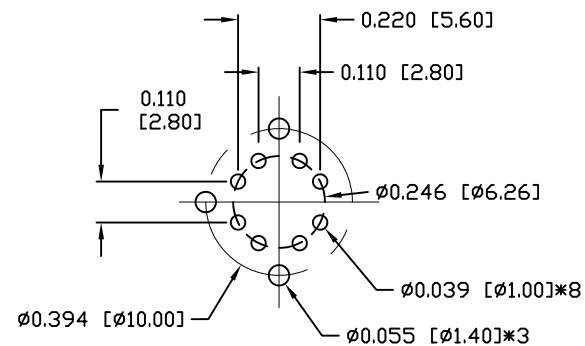 0.220 [5.60]
0.110 [2.80]
0.110
[2.80]
Ø0.246 [Ø6.26]
Ø0.039 [Ø1.00]*8
Ø0.394 [Ø10.00]
Ø0.055 [Ø1.40]*3